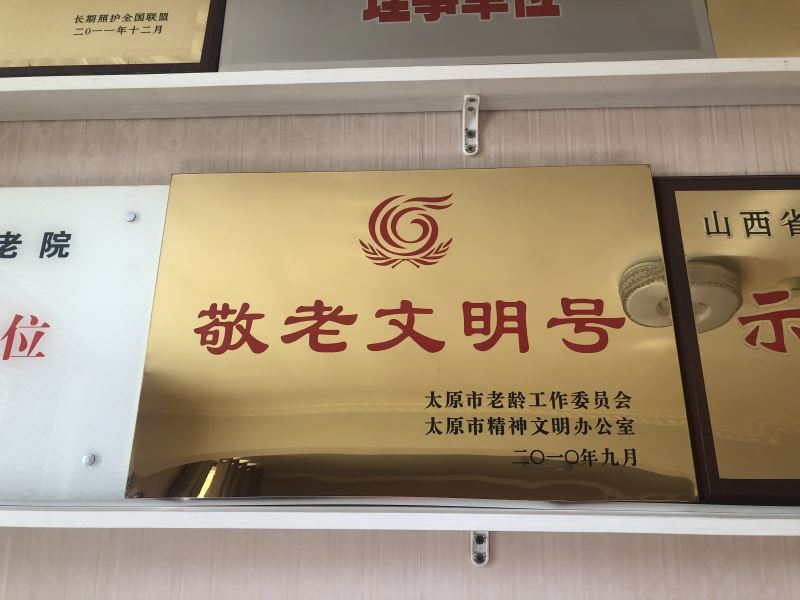 长期照护全国联盟
二〇一一年十二月
理事单位
老院
位
敬老文明号
太原市老龄工作委员会
太原市精神文明办公室
二〇一〇年九月
山西省
示